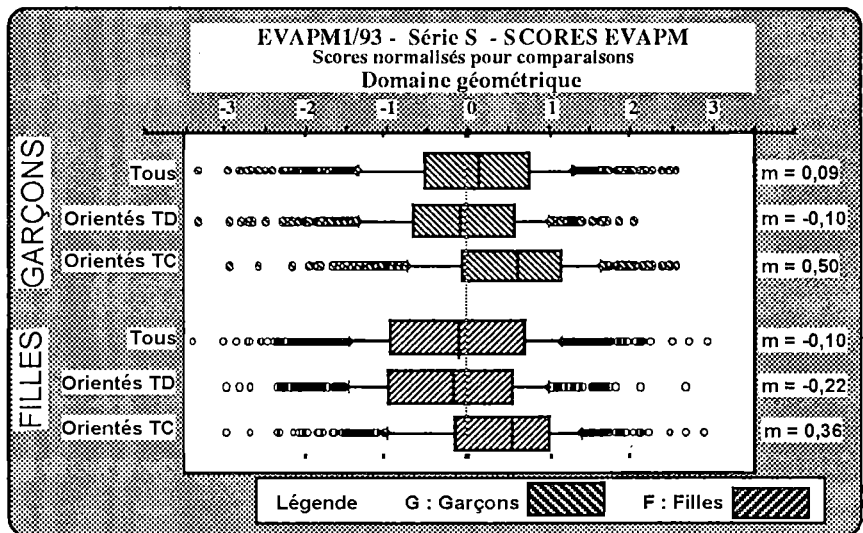 EVAPM1/93 - Séric S - SCORES EVAPM
Scores normalisés pour comparaisons
Domaine géométrique
-3 -2 -1 0 1 2 3
GARÇONS
Tous m = 0,09
Orientés TD m = -0,10
Orientés TC m = 0,50
FILLES
Tous m = -0,10
Orientés TD m = -0,22
Orientés TC m = 0,36
Légende G : Garçons F : Filles